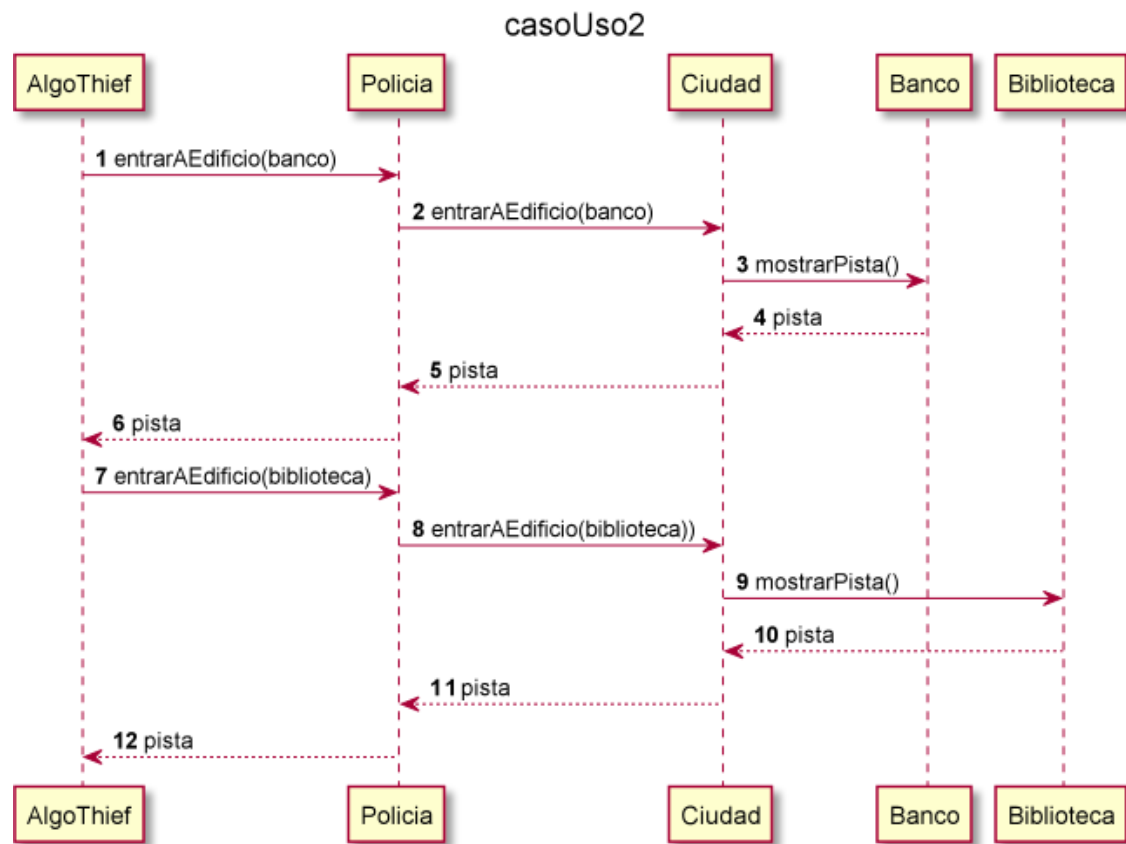 casoUso2
AlgoThief Policia Ciudad Banco Biblioteca
1 entrarAEdificio(banco)
2 entrarAEdificio(banco)
3 mostrarPista()
4 pista
5 pista
6 pista
7 entrarAEdificio(biblioteca)
8 entrarAEdificio(biblioteca))
9 mostrarPista()
10 pista
11 pista
12 pista
AlgoThief Policia Ciudad Banco Biblioteca